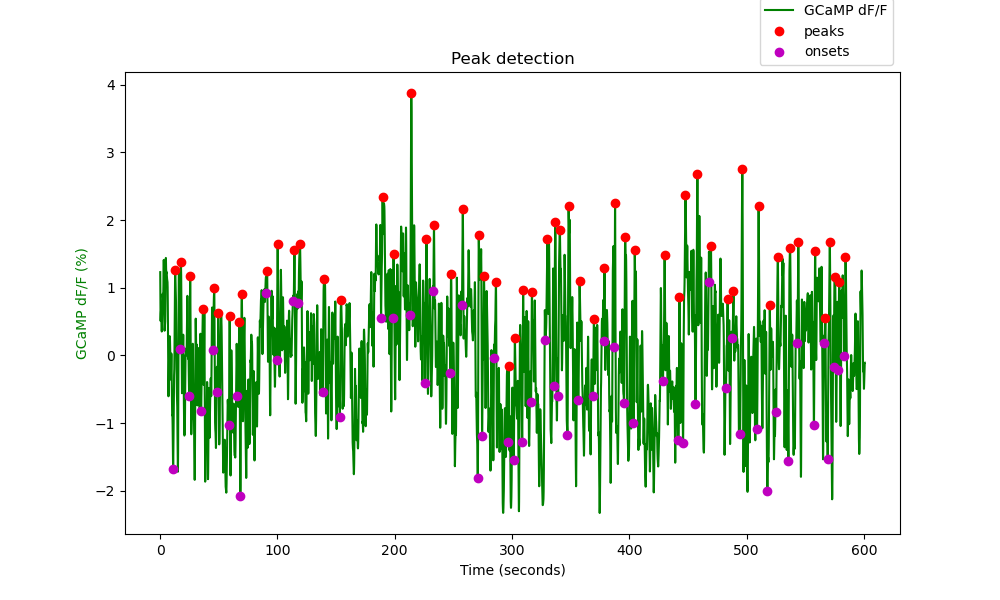 GCaMP dF/F
peaks
onsets
Peak detection
GCaMP dF/F (%)
4
3
2
1
0
−1
−2
0 100 200 300 400 500 600
Time (seconds)